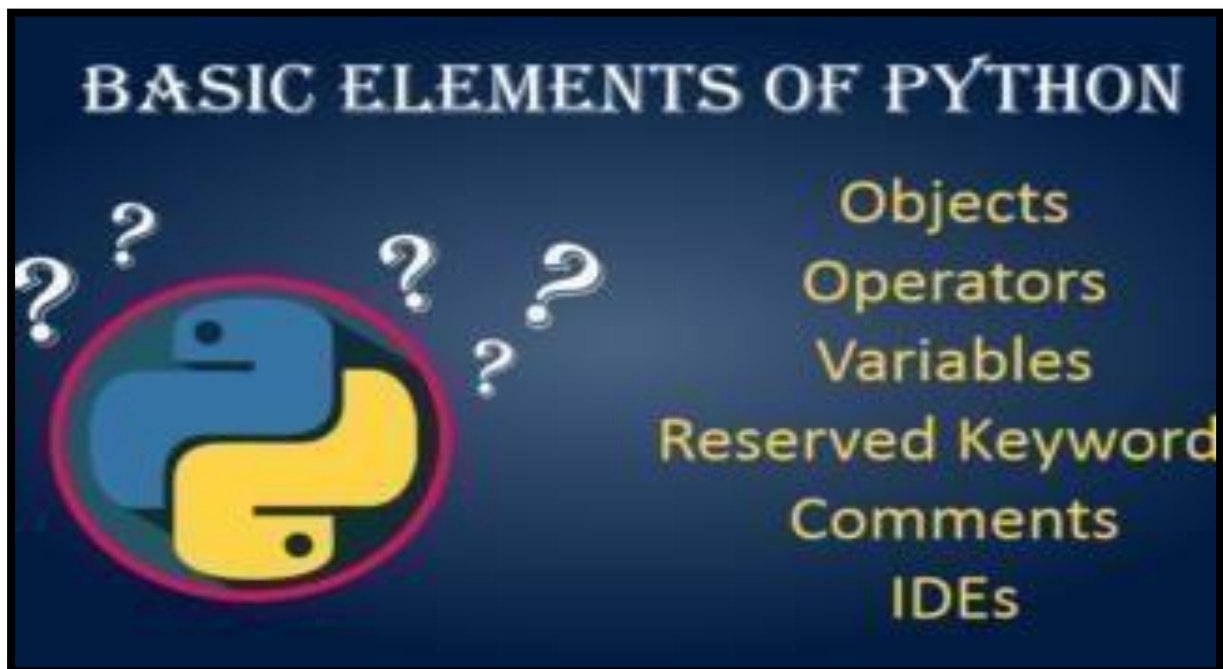 BASIC ELEMENTS OF PYTHON
? ? ? ? ?
Objects
Operators
Variables
Reserved Keyword
Comments
IDEs